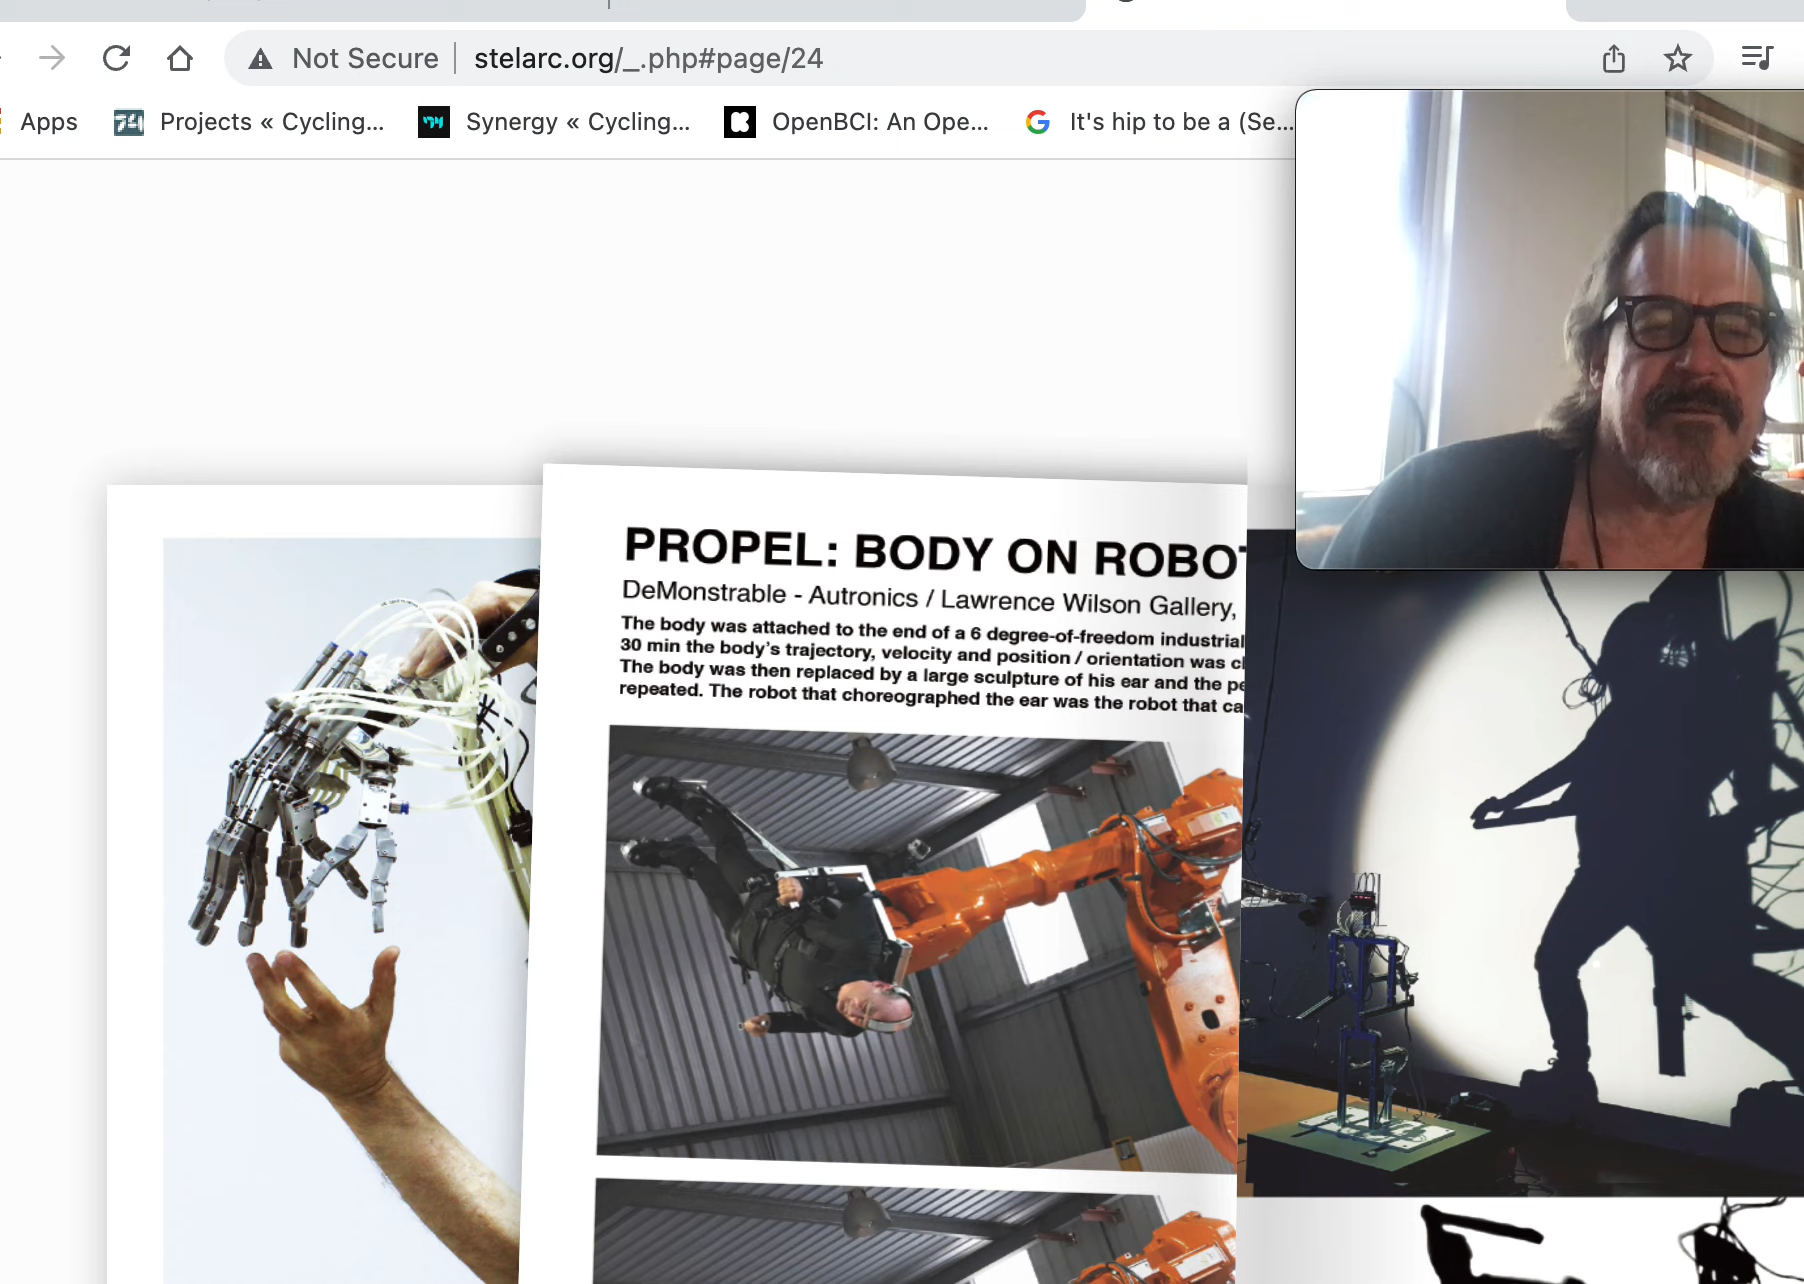 Not Secure stelarc.org/_.php#page/24
Apps Projects « Cycling... Synergy « Cycling... OpenBCI: An Ope... It's hip to be a (Se...
PROPEL: BODY ON ROBOT
DeMonstrable - Autronics / Lawrence Wilson Gallery,
The body was attached to the end of a 6 degree-of-freedom industrial
30 min the body's trajectory, velocity and position / orientation was
The body was then replaced by a large sculpture of his ear and the
repeated. The robot that choreographed the ear was the robot that